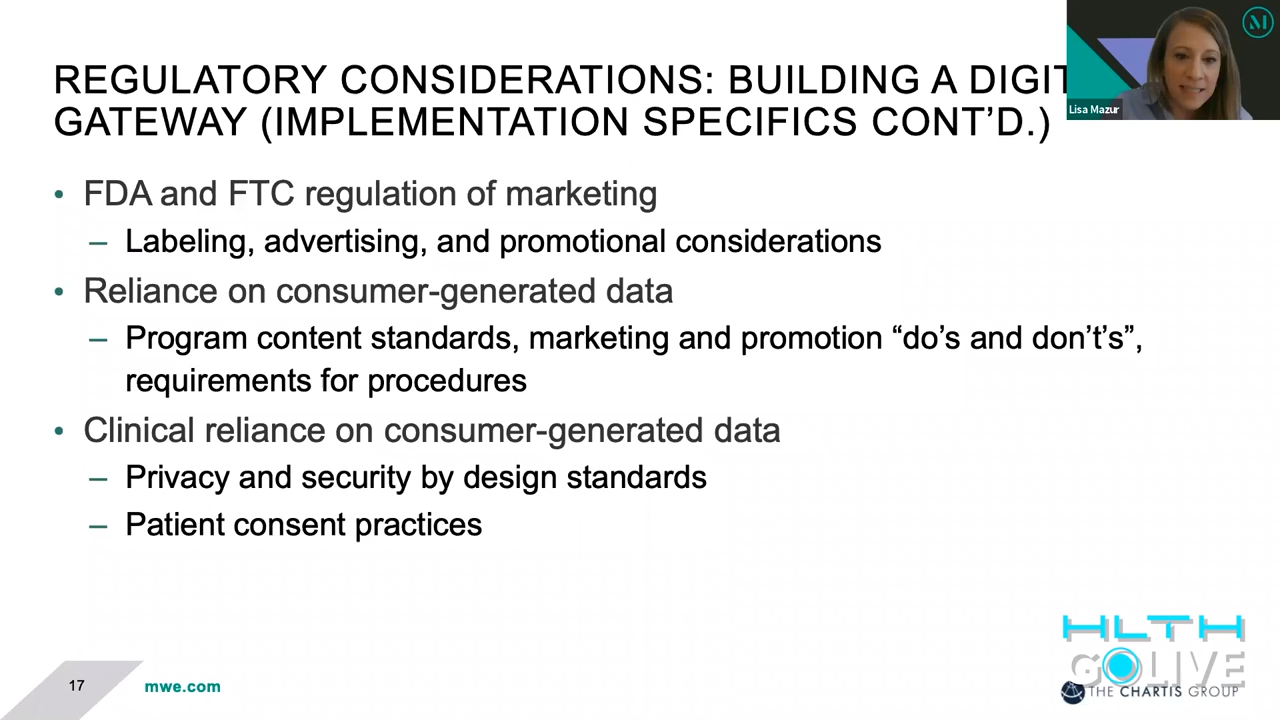 REGULATORY CONSIDERATIONS: BUILDING A DIGIT
GATEWAY (IMPLEMENTATION SPECIFICS CONT’D.)
M
Lisa Mazur
• FDA and FTC regulation of marketing
– Labeling, advertising, and promotional considerations
• Reliance on consumer-generated data
– Program content standards, marketing and promotion “do’s and don’t’s”,
requirements for procedures
• Clinical reliance on consumer-generated data
– Privacy and security by design standards
– Patient consent practices
HLTH
GOLIVE
THE CHARTIS GROUP
17
mwe.com